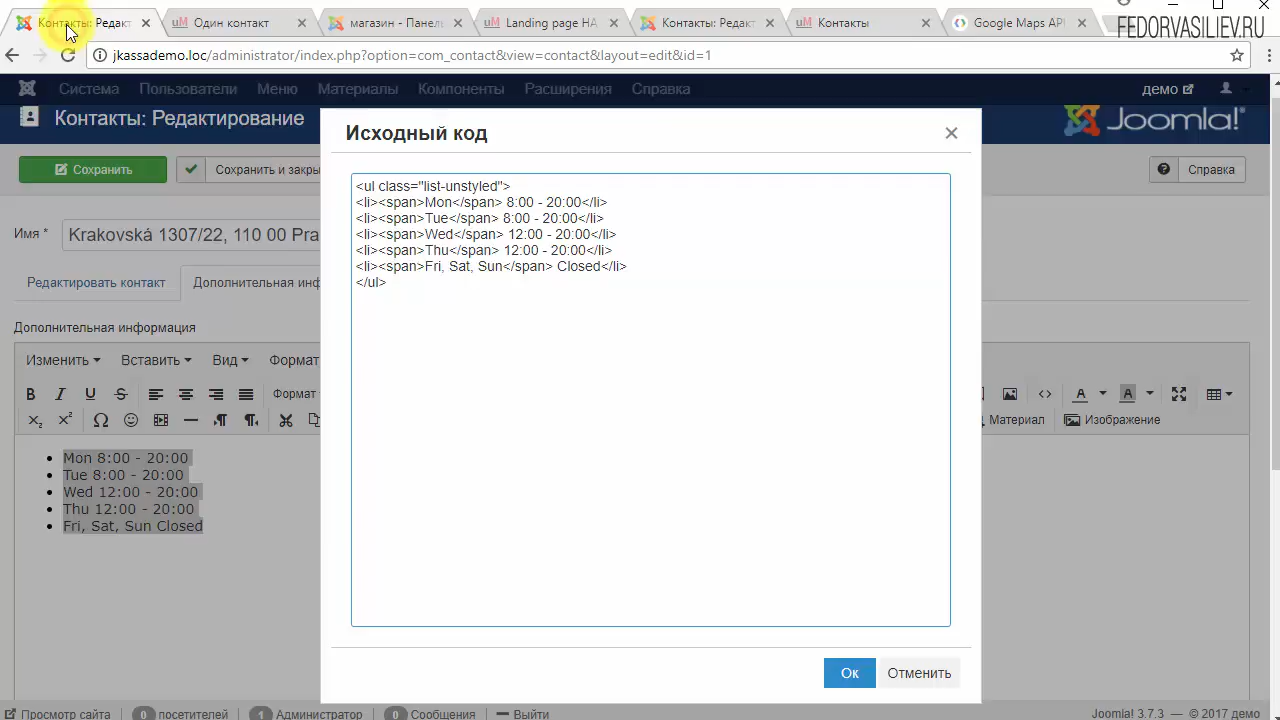 Контакты: Редакт
Один контакт
магазин - Панел
Landing page HA
Контакты: Редакт
Контакты
Google Maps API
FEDORVASILIEV.RU
jkassademo.loc/administrator/index.php?option=com_contact&view=contact&layout=edit&id=1
Система Пользователи Меню Материалы Компоненты Расширения Справка демо
Контакты: Редактирование
Joomla!
Исходный код
Сохранить
Сохранить и закры
Справка
<ul class="list-unstyled">
<li><span>Mon</span> 8:00 - 20:00</li>
<li><span>Tue</span> 8:00 - 20:00</li>
<li><span>Wed</span> 12:00 - 20:00</li>
<li><span>Thu</span> 12:00 - 20:00</li>
<li><span>Fri, Sat, Sun</span> Closed</li>
</ul>
Имя *
Krakovská 1307/22, 110 00 Pra
Редактировать контакт
Дополнительная инф
Дополнительная информация
Изменить Вставить Вид Формат
Формат
Материал
Изображение
Mon 8:00 - 20:00
Tue 8:00 - 20:00
Wed 12:00 - 20:00
Thu 12:00 - 20:00
Fri, Sat, Sun Closed
Ок
Отменить
Просмотр сайта 0 посетителей 1 Администратор 0 Сообщения Выйти
Joomla! 3.7.3 — © 2017 демо